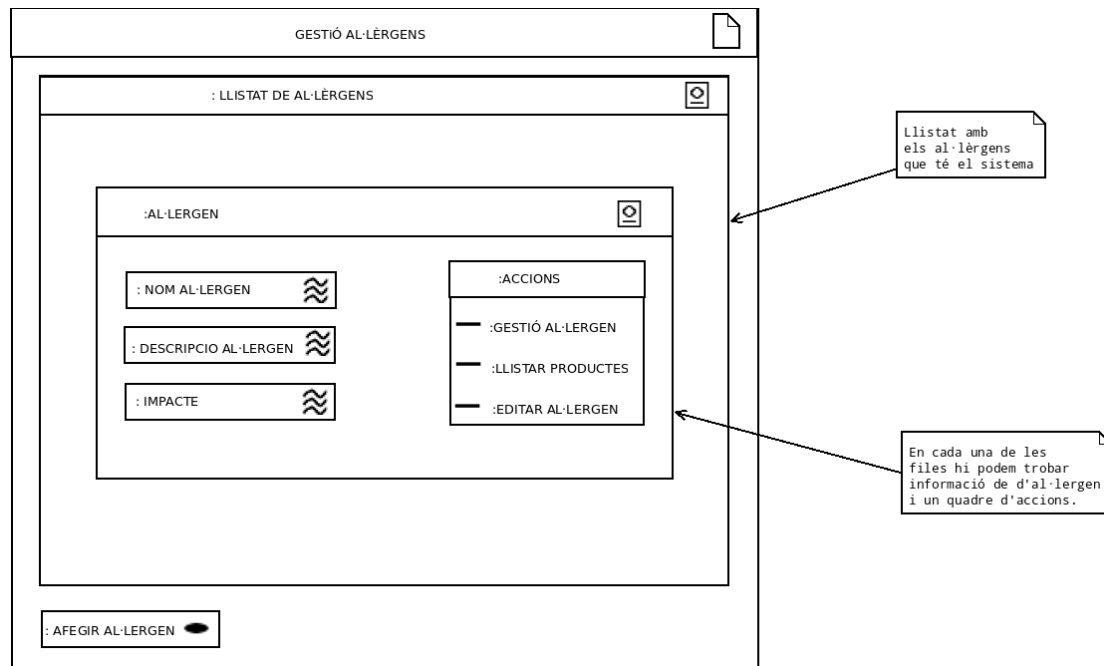 GESTIÓ AL·LÈRGENS
: LLISTAT DE AL·LÈRGENS
Llistat amb
els al·lèrgens
que té el sistema
:AL·LERGEN
: NOM AL·LERGEN
: DESCRIPCIO AL·LERGEN
: IMPACTE
:ACCIONS
:GESTIÓ AL·LERGEN
:LLISTAR PRODUCTES
:EDITAR AL·LERGEN
En cada una de les
files hi podem trobar
informació de d'al·lergen
i un quadre d'accions.
: AFEGIR AL·LERGEN